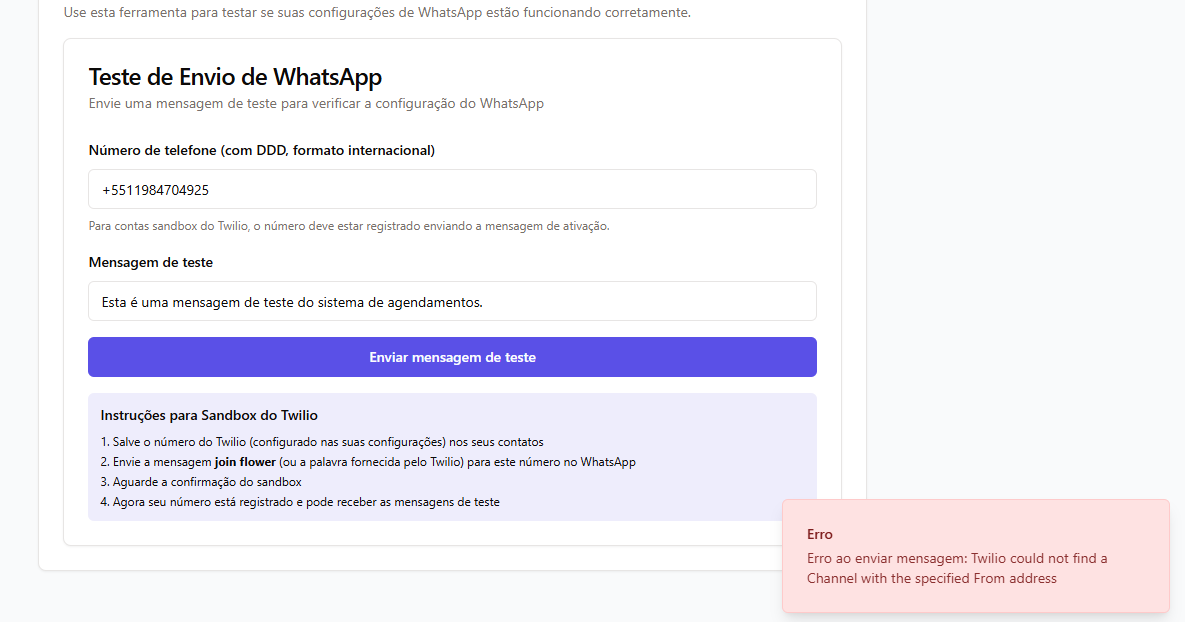 Use esta ferramenta para testar se suas configurações de WhatsApp estão funcionando corretamente.
Teste de Envio de WhatsApp
Envie uma mensagem de teste para verificar a configuração do WhatsApp
Número de telefone (com DDD, formato internacional)
+5511984704925
Para contas sandbox do Twilio, o número deve estar registrado enviando a mensagem de ativação.
Mensagem de teste
Esta é uma mensagem de teste do sistema de agendamentos.
Enviar mensagem de teste
Instruções para Sandbox do Twilio
1. Salve o número do Twilio (configurado nas suas configurações) nos seus contatos
2. Envie a mensagem join flower (ou a palavra fornecida pelo Twilio) para este número no WhatsApp
3. Aguarde a confirmação do sandbox
4. Agora seu número está registrado e pode receber as mensagens de teste
Erro
Erro ao enviar mensagem: Twilio could not find a
Channel with the specified From address